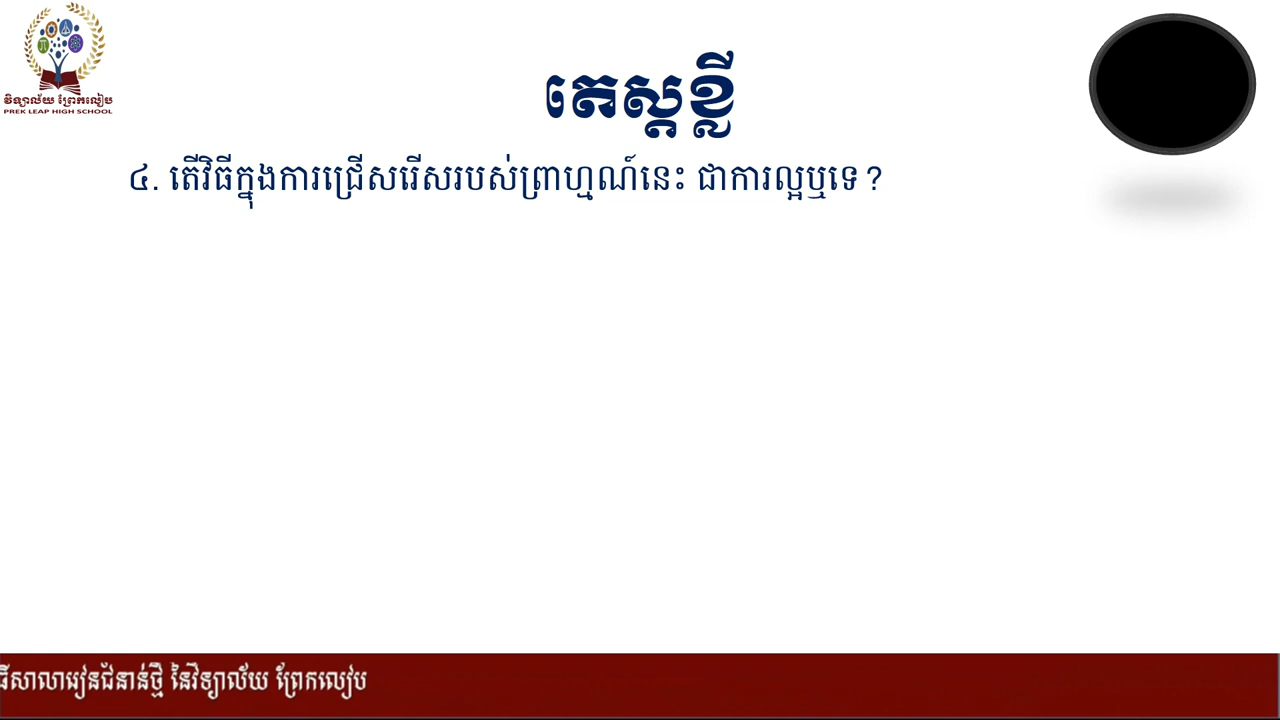 វិទ្យាល័យ ព្រែកលៀប
PREK LEAP HIGH SCHOOL
តេស្តខ្លី
៤. តើវិធីក្នុងការជ្រើសរើសរបស់ព្រាហ្មណ៍នេះ ជាការល្អឬទេ?
ធីសាលារៀនជំនាន់ថ្មី នៃវិទ្យាល័យ ព្រែកលៀប